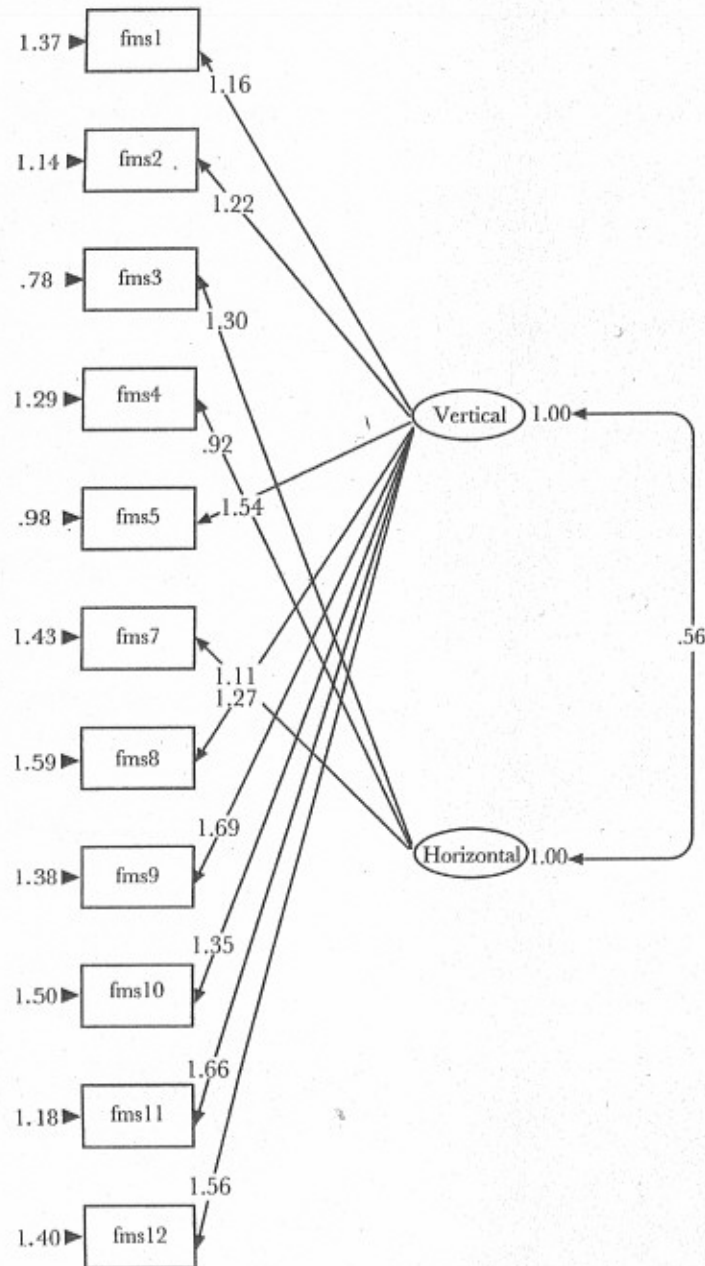 1.37 fms1
1.16
1.14 fms2
1.22
.78 fms3
1.30
1.29 fms4
.92
Vertical 1.00
.98 fms5
1.54
1.43 fms7
.56
1.11
1.27
1.59 fms8
1.69
Horizontal 1.00
1.38 fms9
1.35
1.50 fms10
1.66
1.18 fms11
1.56
1.40 fms12